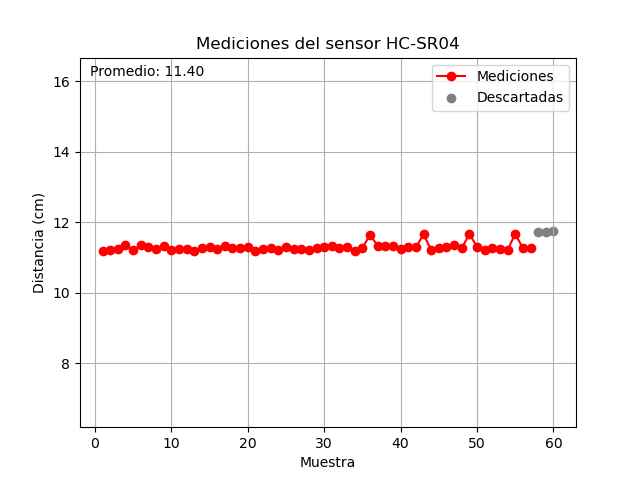 Mediciones del sensor HC-SR04
Promedio: 11.40
Mediciones
Descartadas
16
14
12
10
8
Distancia (cm)
0 10 20 30 40 50 60
Muestra